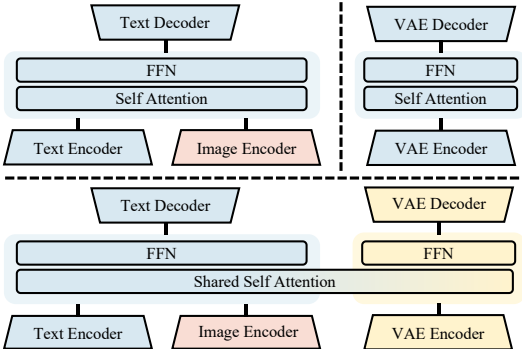 Text Decoder
FFN
Self Attention
Text Encoder
Image Encoder
VAE Decoder
FFN
Self Attention
VAE Encoder
Text Decoder
VAE Decoder
FFN
FFN
Shared Self Attention
Text Encoder
Image Encoder
VAE Encoder